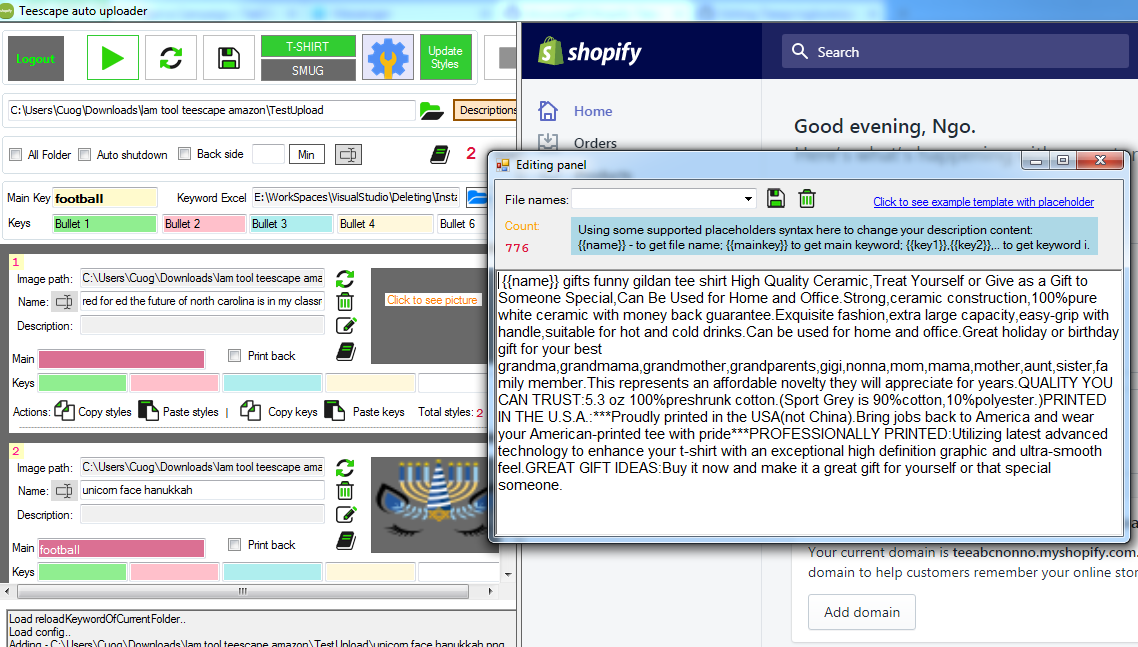 shopify
Teescape auto uploader
Logout
T-SHIRT
SMUG
Update
Styles
C:\Users\Cuog\Downloads\lam tool teescape amazon\TestUpload
Descriptions
All Folder
Auto shutdown
Back side
Min
2
Main Key
football
Keyword Excel
E:\WorkSpaces\VisualStudio\Deleting\Insta
Keys
Bullet 1
Bullet 2
Bullet 3
Bullet 4
Bullet 6
1
Image path:
C:\Users\Cuog\Downloads\lam tool teescape ama
Name:
red for ed the future of north carolina is in my classr
Description:
Click to see picture
Main
Print back
Keys
Actions:
Copy styles
Paste styles
|
Copy keys
Paste keys
Total styles: 2
2
Image path:
C:\Users\Cuog\Downloads\lam tool teescape ama
Name:
unicorn face hanukkah
Description:
Main
football
Print back
Keys
Load reloadKeywordOfCurrentFolder..
Load config..
Adding - C:\Users\Cuog\Downloads\lam tool teescape amazon\TestUpload\unicorn face hanukkah.png
shopify
Search
Home
Orders
Good evening, Ngo.
Here's what's happening with
Editing panel
File names:
Click to see example template with placeholder
Count:
776
Using some supported placeholders syntax here to change your description content:
{{name}} - to get file name; {{mainkey}} to get main keyword; {{key1}},{{key2}},.. to get keyword i.
{{name}} gifts funny gildan tee shirt High Quality Ceramic,Treat Yourself or Give as a Gift to
Someone Special,Can Be Used for Home and Office.Strong,ceramic construction,100%pure
white ceramic with money back guarantee.Exquisite fashion,extra large capacity,easy-grip with
handle,suitable for hot and cold drinks.Can be used for home and office.Great holiday or birthday
gift for your best
grandma,grandmama,grandmother,grandparents,gigi,nonna,mom,mama,mother,aunt,sister,fa
mily member.This represents an affordable novelty they will appreciate for years.QUALITY YOU
CAN TRUST:5.3 oz 100%preshrunk cotton.(Sport Grey is 90%cotton,10%polyester.)PRINTED
IN THE U.S.A.:***Proudly printed in the USA(not China).Bring jobs back to America and wear
your American-printed tee with pride***PROFESSIONALLY PRINTED:Utilizing latest advanced
technology to enhance your t-shirt with an exceptional high definition graphic and ultra-smooth
feel.GREAT GIFT IDEAS:Buy it now and make it a great gift for yourself or that special
someone.
Your current domain is teeabcnonno.myshopify.com.
domain to help customers remember your online stor
Add domain